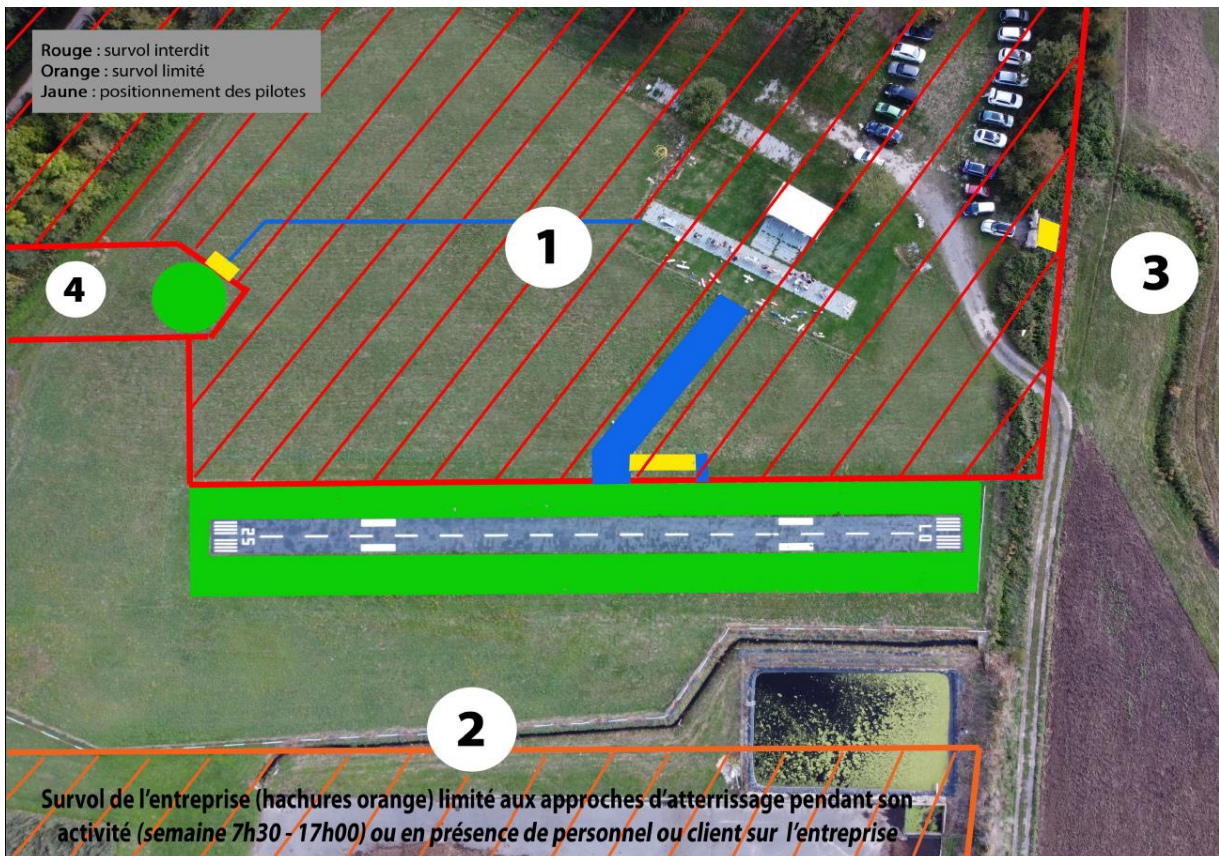 Rouge : survol interdit
Orange : survol limité
Jaune : positionnement des pilotes
1
3
4
25
07
2
Survol de l'entreprise (hachures orange) limité aux approches d'atterrissage pendant son
activité (semaine 7h30 - 17h00) ou en présence de personnel ou client sur l'entreprise